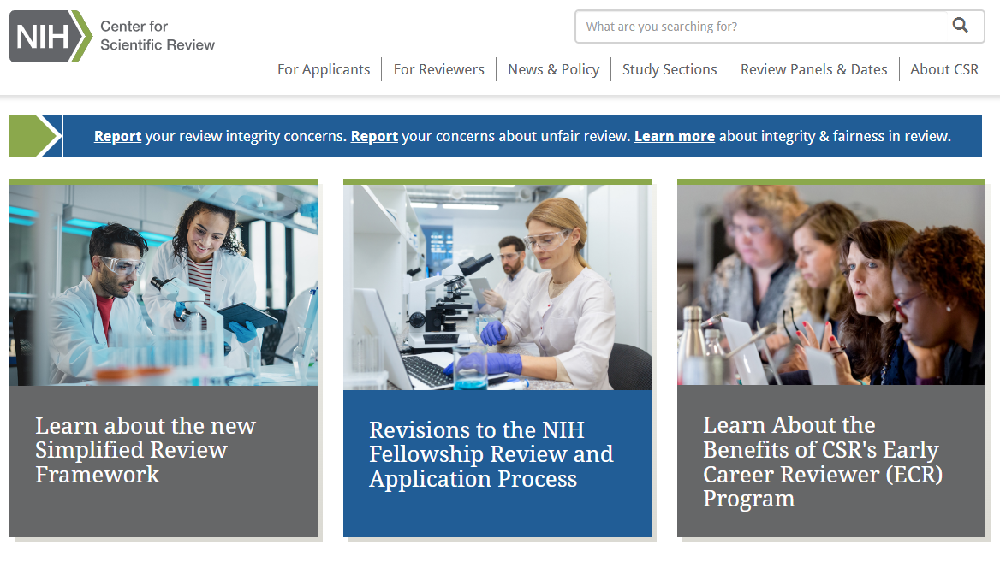 NIH
Center for
Scientific Review
What are you searching for?
For Applicants
For Reviewers
News & Policy
Study Sections
Review Panels & Dates
About CSR
Report your review integrity concerns. Report your concerns about unfair review. Learn more about integrity & fairness in review.
Learn about the new
Simplified Review
Framework
Revisions to the NIH
Fellowship Review and
Application Process
Learn About the
Benefits of CSR's Early
Career Reviewer (ECR)
Program